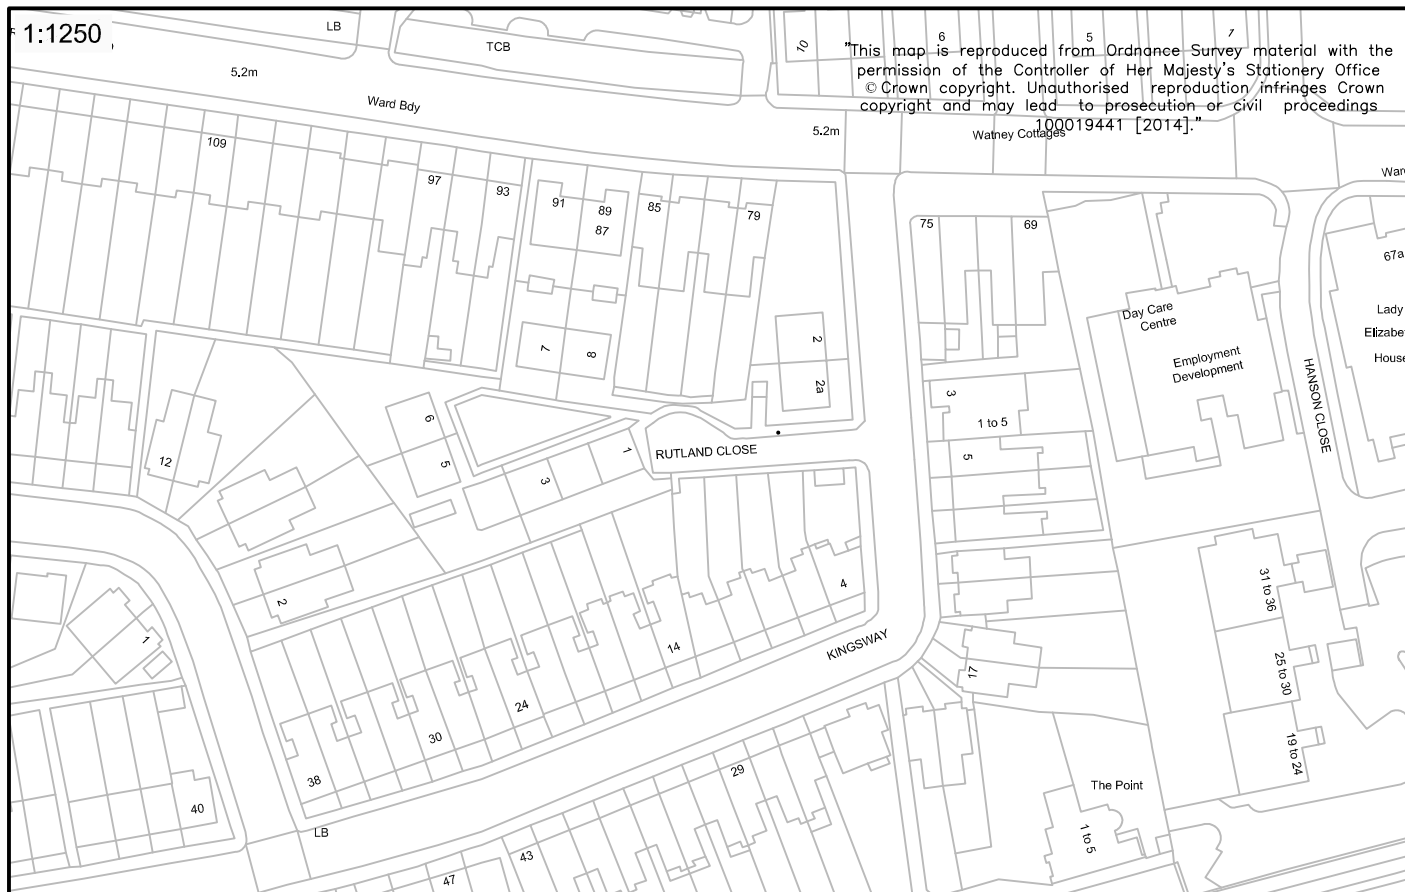 1:1250
LB
TCB
10
6
5
1
"This map is reproduced from Ordnance Survey material with the
permission of the Controller of Her Majesty's Stationery Office
© Crown copyright. Unauthorised reproduction infringes Crown
copyright and may lead to prosecution or civil proceedings
100019441 [2014]."
5.2m
Ward Bdy
5.2m
Watney Cottages
109
97
93
91
89
87
85
79
75
69
67a
Lady
House
Day Care
Centre
Employment
Development
HANSON CLOSE
7
8
2
2a
3
1 to 5
5
6
5
12
1
3
RUTLAND CLOSE
2
1
4
14
KINGSWAY
17
24
30
38
40
LB
29
43
47
The Point
1 to 5
31 to 36
25 to 30
19 to 24